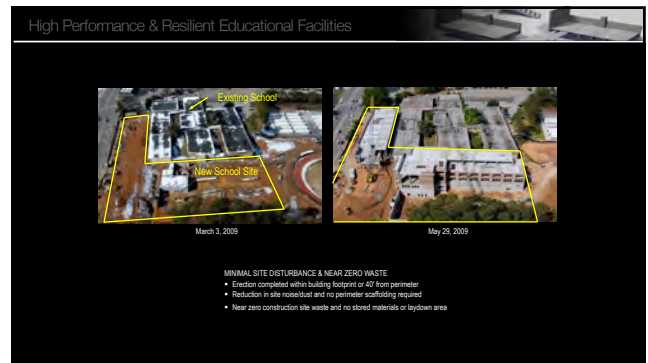 High Performance & Resilient Educational Facilities
Existing School
New School Site
March 3, 2009
May 29, 2009
MINIMAL SITE DISTURBANCE & NEAR ZERO WASTE
• Erection completed within building footprint or 40' from perimeter
• Reduction in site noise/dust and no perimeter scaffolding required
• Near zero construction site waste and no stored materials or laydown area